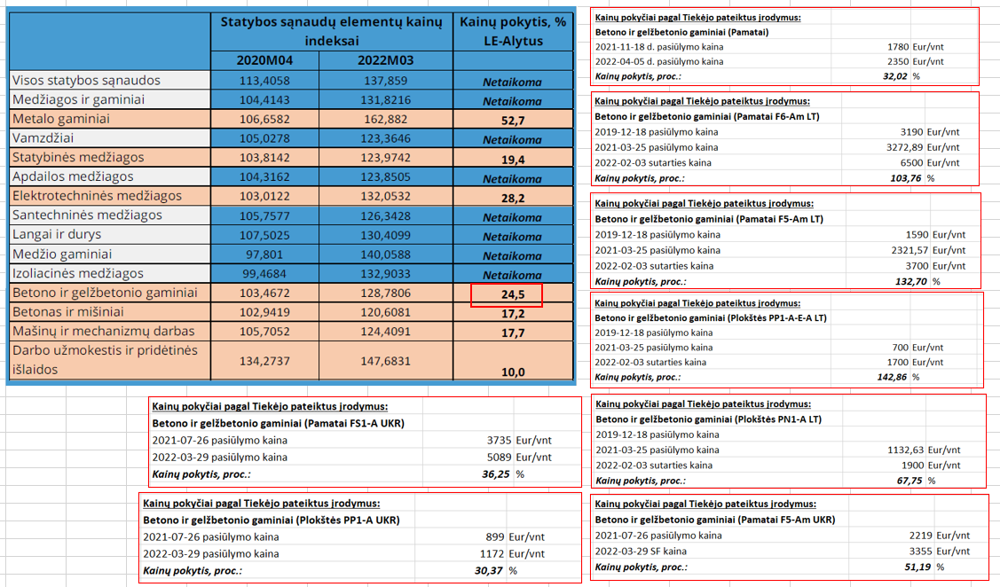 Statybos sąnaudų elementų kainų indeksai Kainų pokytis, % LE-Alytus
2020M04 2022M03
Visos statybos sąnaudos 113,4058 137,859 Netaikoma
Medžiagos ir gaminiai 104,4143 131,8216 Netaikoma
Metalo gaminiai 106,6582 162,882 52,7
Vamzdžiai 105,0278 123,3646 Netaikoma
Statybinės medžiagos 103,8142 123,9742 19,4
Apdailos medžiagos 104,3162 123,8505 Netaikoma
Elektrotechninės medžiagos 103,0122 132,0532 28,2
Santechninės medžiagos 105,7577 126,3428 Netaikoma
Langai ir durys 107,5025 130,4099 Netaikoma
Medžio gaminiai 97,801 140,0588 Netaikoma
Izoliacinės medžiagos 99,4684 132,9033 Netaikoma
Betono ir gelžbetonio gaminiai 103,4672 128,7806 24,5
Betonas ir mišiniai 102,9419 120,6081 17,2
Mašinų ir mechanizmų darbas 105,7052 124,4091 17,7
Darbo užmokestis ir pridėtinės išlaidos 134,2737 147,6831 10,0
Kainų pokyčiai pagal Tiekėjo pateiktus įrodymus:
Betono ir gelžbetonio gaminiai (Pamatai)
2021-11-18 d. pasiūlymo kaina 1780 Eur/vnt
2022-04-05 d. pasiūlymo kaina 2350 Eur/vnt
Kainų pokytis, proc.: 32,02 %
Kainų pokyčiai pagal Tiekėjo pateiktus įrodymus:
Betono ir gelžbetonio gaminiai (Pamatai F6-Am LT)
2019-12-18 pasiūlymo kaina 3190 Eur/vnt
2021-03-25 pasiūlymo kaina 3272,89 Eur/vnt
2022-02-03 sutarties kaina 6500 Eur/vnt
Kainų pokytis, proc.: 103,76 %
Kainų pokyčiai pagal Tiekėjo pateiktus įrodymus:
Betono ir gelžbetonio gaminiai (Pamatai F5-Am LT)
2019-12-18 pasiūlymo kaina 1590 Eur/vnt
2021-03-25 pasiūlymo kaina 2321,57 Eur/vnt
2022-02-03 sutarties kaina 3700 Eur/vnt
Kainų pokytis, proc.: 132,70 %
Kainų pokyčiai pagal Tiekėjo pateiktus įrodymus:
Betono ir gelžbetonio gaminiai (Plokštės PP1-A-E-A LT)
2019-12-18 pasiūlymo kaina
2021-03-25 pasiūlymo kaina 700 Eur/vnt
2022-02-03 sutarties kaina 1700 Eur/vnt
Kainų pokytis, proc.: 142,86 %
Kainų pokyčiai pagal Tiekėjo pateiktus įrodymus:
Betono ir gelžbetonio gaminiai (Plokštės PN1-A LT)
2019-12-18 pasiūlymo kaina
2021-03-25 pasiūlymo kaina 1132,63 Eur/vnt
2022-02-03 sutarties kaina 1900 Eur/vnt
Kainų pokytis, proc.: 67,75 %
Kainų pokyčiai pagal Tiekėjo pateiktus įrodymus:
Betono ir gelžbetonio gaminiai (Pamatai FS1-A UKR)
2021-07-26 pasiūlymo kaina 3735 Eur/vnt
2022-03-29 pasiūlymo kaina 5089 Eur/vnt
Kainų pokytis, proc.: 36,25 %
Kainų pokyčiai pagal Tiekėjo pateiktus įrodymus:
Betono ir gelžbetonio gaminiai (Plokštės PP1-A UKR)
2021-07-26 pasiūlymo kaina 899 Eur/vnt
2022-03-29 pasiūlymo kaina 1172 Eur/vnt
Kainų pokytis, proc.: 30,37 %
Kainų pokyčiai pagal Tiekėjo pateiktus įrodymus:
Betono ir gelžbetonio gaminiai (Pamatai F5-Am UKR)
2021-07-26 pasiūlymo kaina 2219 Eur/vnt
2022-03-29 SF kaina 3355 Eur/vnt
Kainų pokytis, proc.: 51,19 %